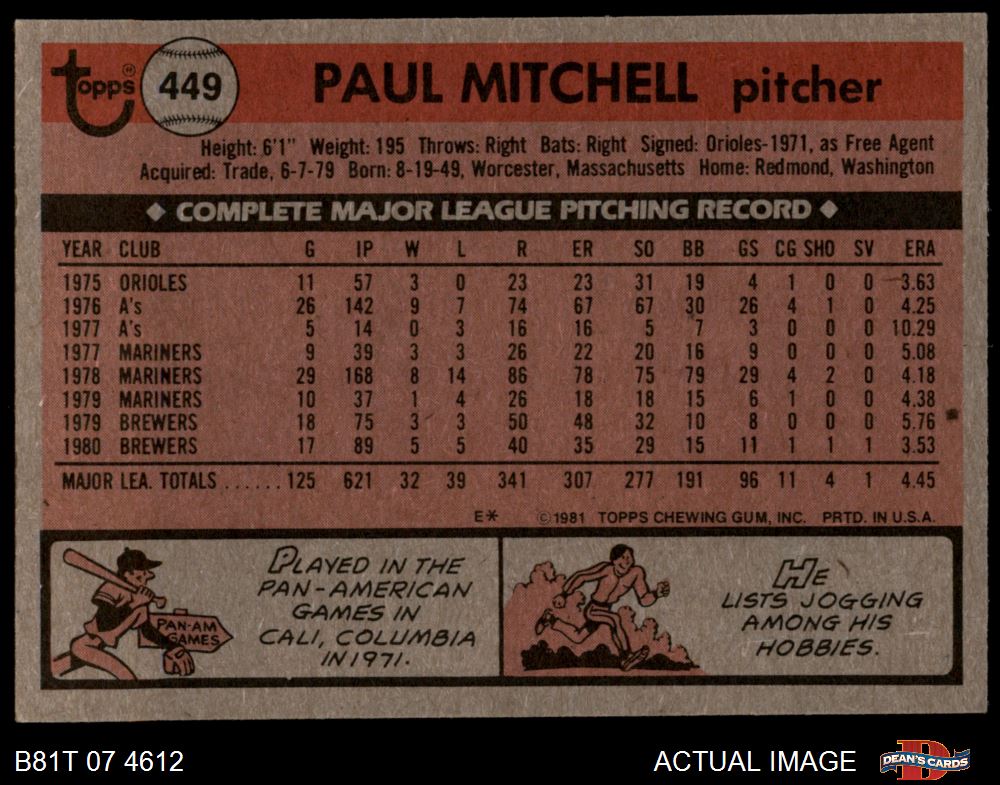 topps® 449 PAUL MITCHELL pitcher
Height: 6'1" Weight: 195 Throws: Right Bats: Right Signed: Orioles-1971, as Free Agent
Acquired: Trade, 6-7-79 Born: 8-19-49, Worcester, Massachusetts Home: Redmond, Washington
◆ COMPLETE MAJOR LEAGUE PITCHING RECORD ◆
YEAR CLUB G IP W L R ER SO BB GS CG SHO SV ERA
1975 ORIOLES 11 57 3 0 23 23 31 19 4 1 0 0 3.63
1976 A's 26 142 9 7 74 67 67 30 26 4 1 0 4.25
1977 A's 5 14 0 3 16 16 5 7 3 0 0 0 10.29
1977 MARINERS 9 39 3 3 26 22 20 16 9 0 0 0 5.08
1978 MARINERS 29 168 8 14 86 78 75 79 29 4 2 0 4.18
1979 MARINERS 10 37 1 4 26 18 18 15 6 1 0 0 4.38
1979 BREWERS 18 75 3 3 50 48 32 10 8 0 0 0 5.76
1980 BREWERS 17 89 5 5 40 35 29 15 11 1 1 1 3.53
MAJOR LEA. TOTALS ...... 125 621 32 39 341 307 277 191 96 11 4 1 4.45
E* ©1981 TOPPS CHEWING GUM, INC. PRTD. IN U.S.A.
PLAYED IN THE
PAN-AMERICAN
GAMES IN
CALI, COLUMBIA
IN 1971.
PAN-AM
GAMES
HE
LISTS JOGGING
AMONG HIS
HOBBIES.
B81T 07 4612 ACTUAL IMAGE D DEAN'S CARDS